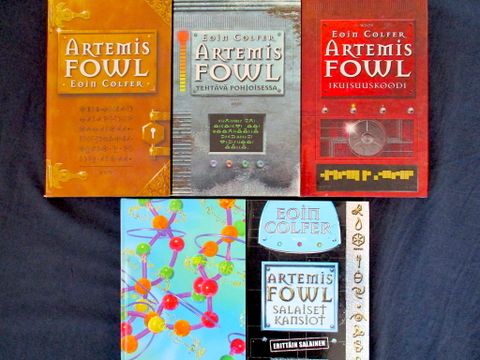 ARTEMIS
FOWL
EOIN COLFER
EOIN COLFER
ARTEMIS
FOWL
TEHTÄVÄ POHJOISESSA
EOIN COLFER
ARTEMIS
FOWL
IKUISUUSKOODI
EOIN
COLFER
ARTEMIS
FOWL
SALAISET
KANSIOT
ERITTÄIN SALAINEN